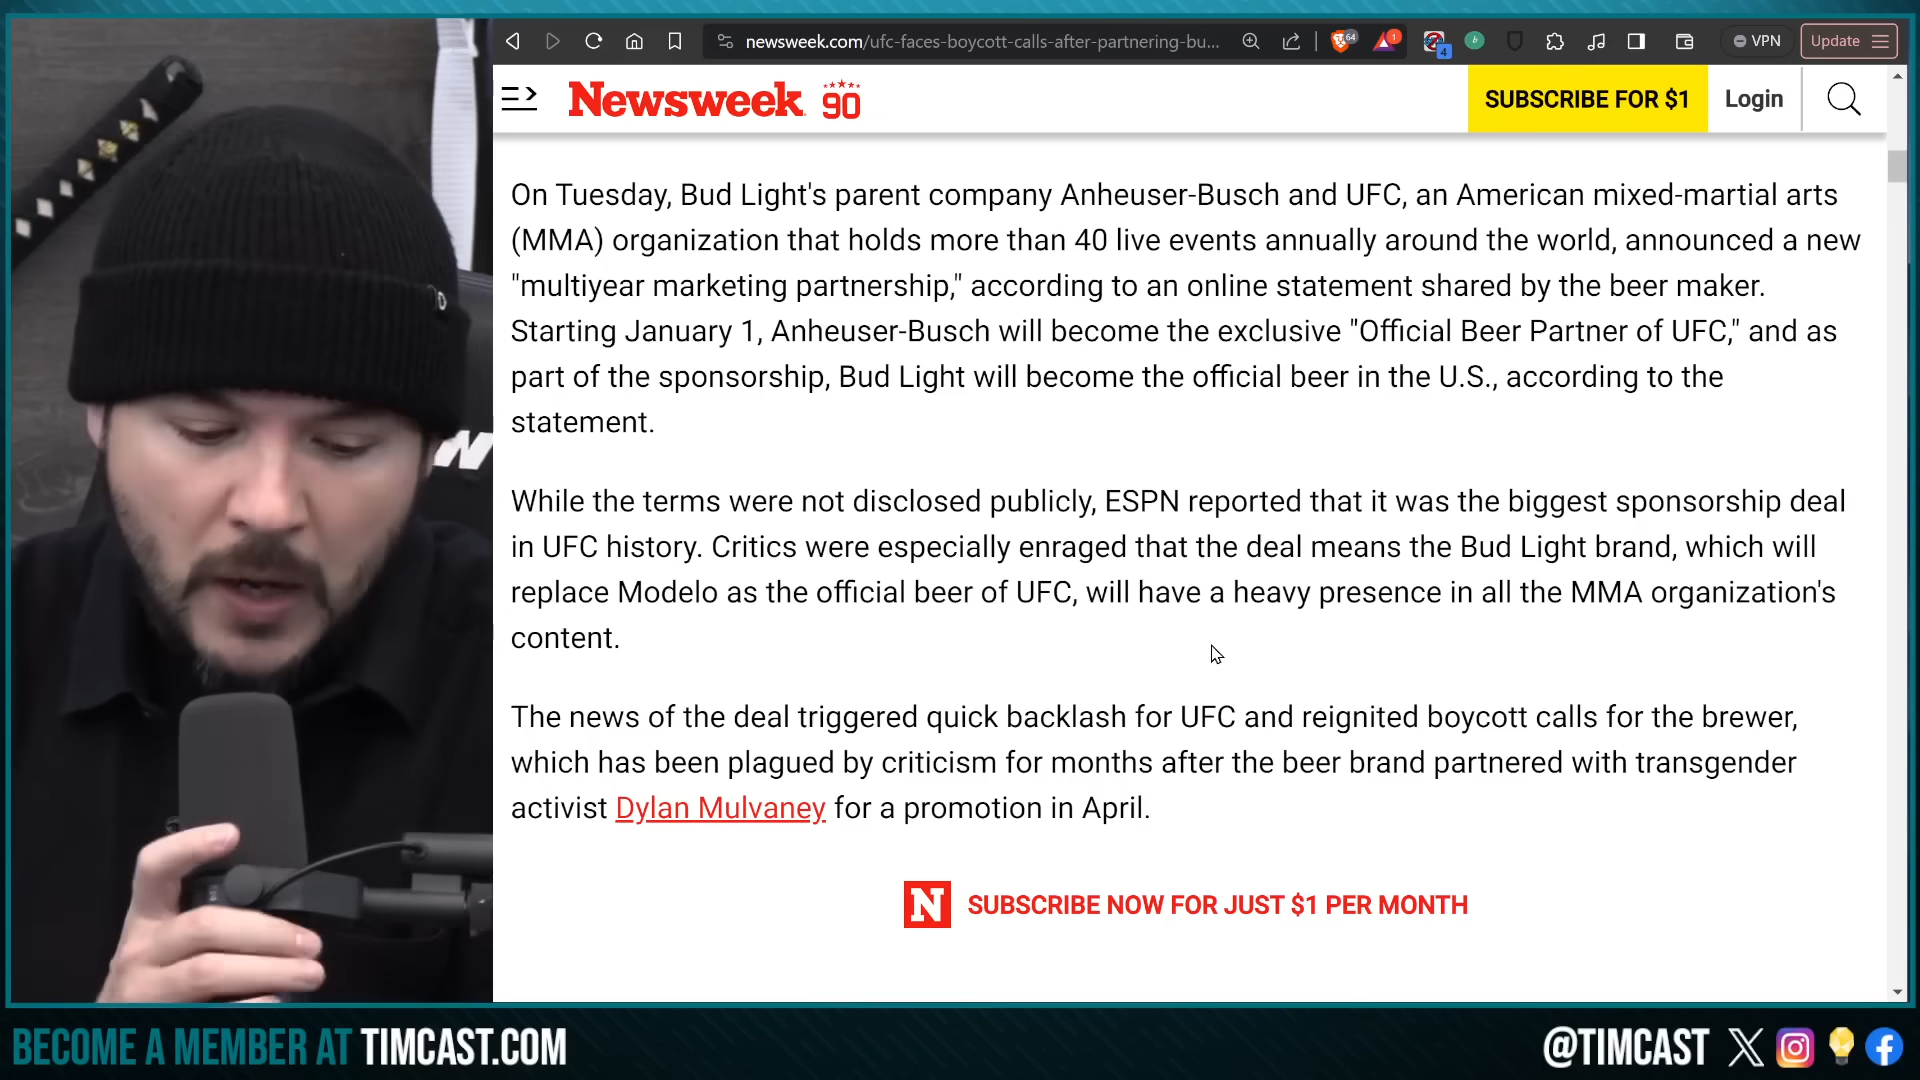 newsweek.com/ufc-faces-boycott-calls-after-partnering-bu...
64
1
4
b
VPN
Update
Newsweek 90
SUBSCRIBE FOR $1
Login
On Tuesday, Bud Light's parent company Anheuser-Busch and UFC, an American mixed-martial arts
(MMA) organization that holds more than 40 live events annually around the world, announced a new
"multiyear marketing partnership," according to an online statement shared by the beer maker.
Starting January 1, Anheuser-Busch will become the exclusive "Official Beer Partner of UFC," and as
part of the sponsorship, Bud Light will become the official beer in the U.S., according to the
statement.
While the terms were not disclosed publicly, ESPN reported that it was the biggest sponsorship deal
in UFC history. Critics were especially enraged that the deal means the Bud Light brand, which will
replace Modelo as the official beer of UFC, will have a heavy presence in all the MMA organization's
content.
The news of the deal triggered quick backlash for UFC and reignited boycott calls for the brewer,
which has been plagued by criticism for months after the beer brand partnered with transgender
activist Dylan Mulvaney for a promotion in April.
N SUBSCRIBE NOW FOR JUST $1 PER MONTH
BECOME A MEMBER AT TIMCAST.COM
@TIMCAST